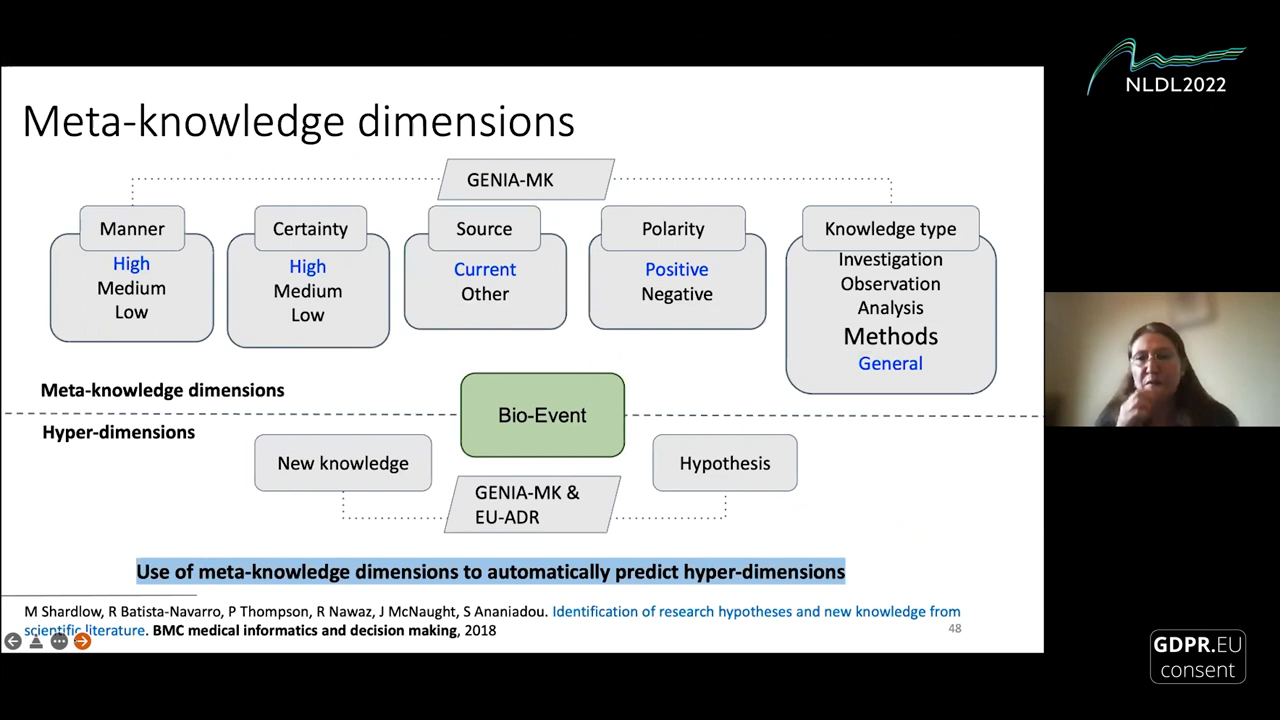 NLDL2022
Meta-knowledge dimensions
GENIA-MK
Manner
High
Medium
Low
Certainty
High
Medium
Low
Source
Current
Other
Polarity
Positive
Negative
Knowledge type
Investigation
Observation
Analysis
Methods
General
Meta-knowledge dimensions
Bio-Event
Hyper-dimensions
New knowledge
Hypothesis
GENIA-MK &
EU-ADR
Use of meta-knowledge dimensions to automatically predict hyper-dimensions
M Shardlow, R Batista-Navarro, P Thompson, R Nawaz, J McNaught, S Ananiadou. Identification of research hypotheses and new knowledge from
scientific literature. BMC medical informatics and decision making, 2018
48
GDPR.EU
consent